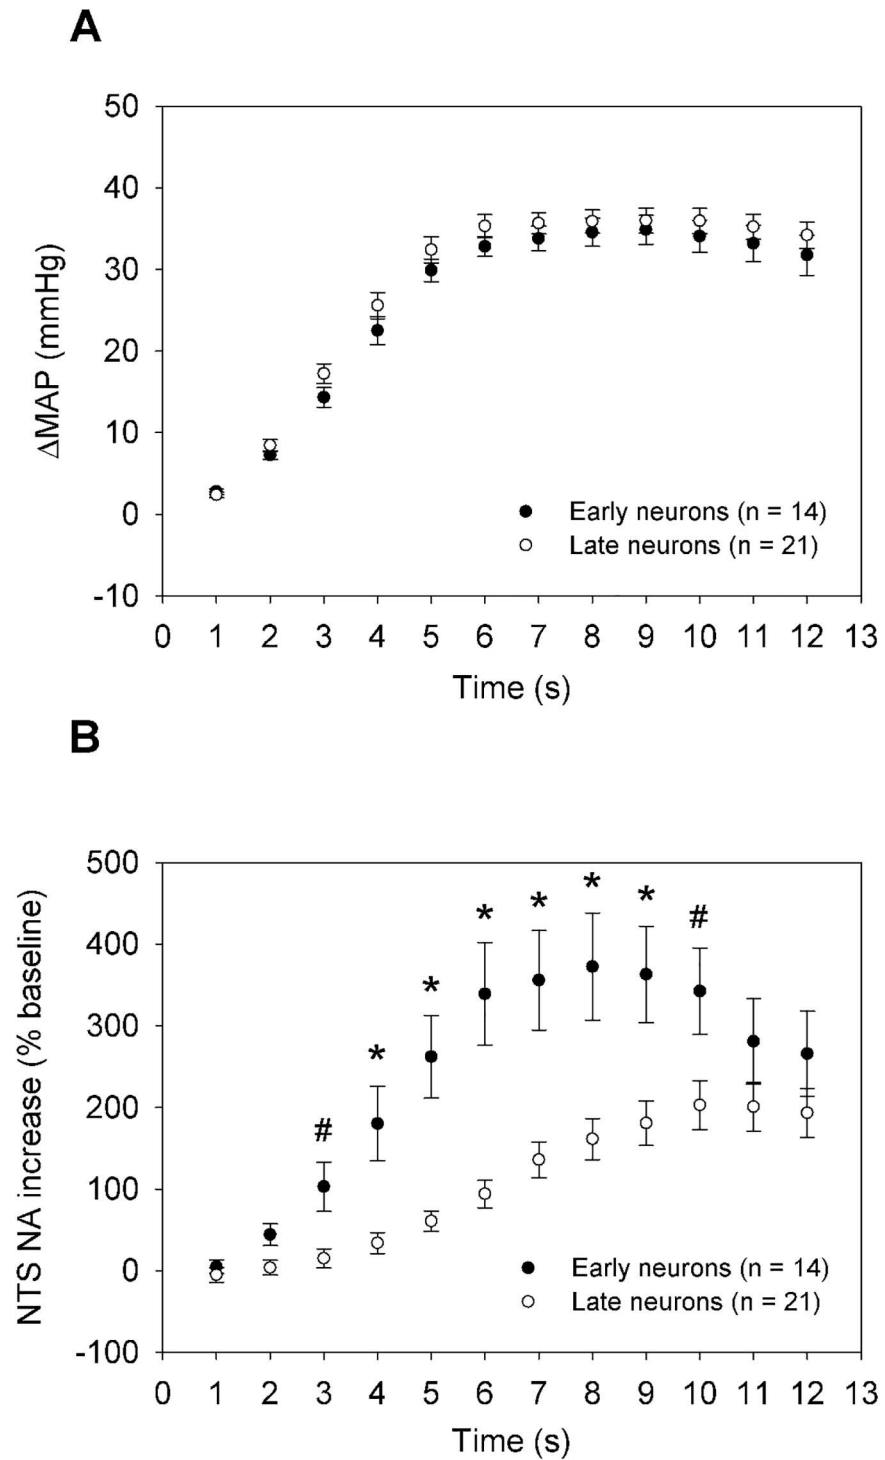 A
50
40
30
20
10
0
-10
ΔMAP (mmHg)
Early neurons (n = 14)
Late neurons (n = 21)
0 1 2 3 4 5 6 7 8 9 10 11 12 13
Time (s)
B
500
400
300
200
100
0
-100
NTS NA increase (% baseline)
# * * * * * * #
Early neurons (n = 14)
Late neurons (n = 21)
0 1 2 3 4 5 6 7 8 9 10 11 12 13
Time (s)